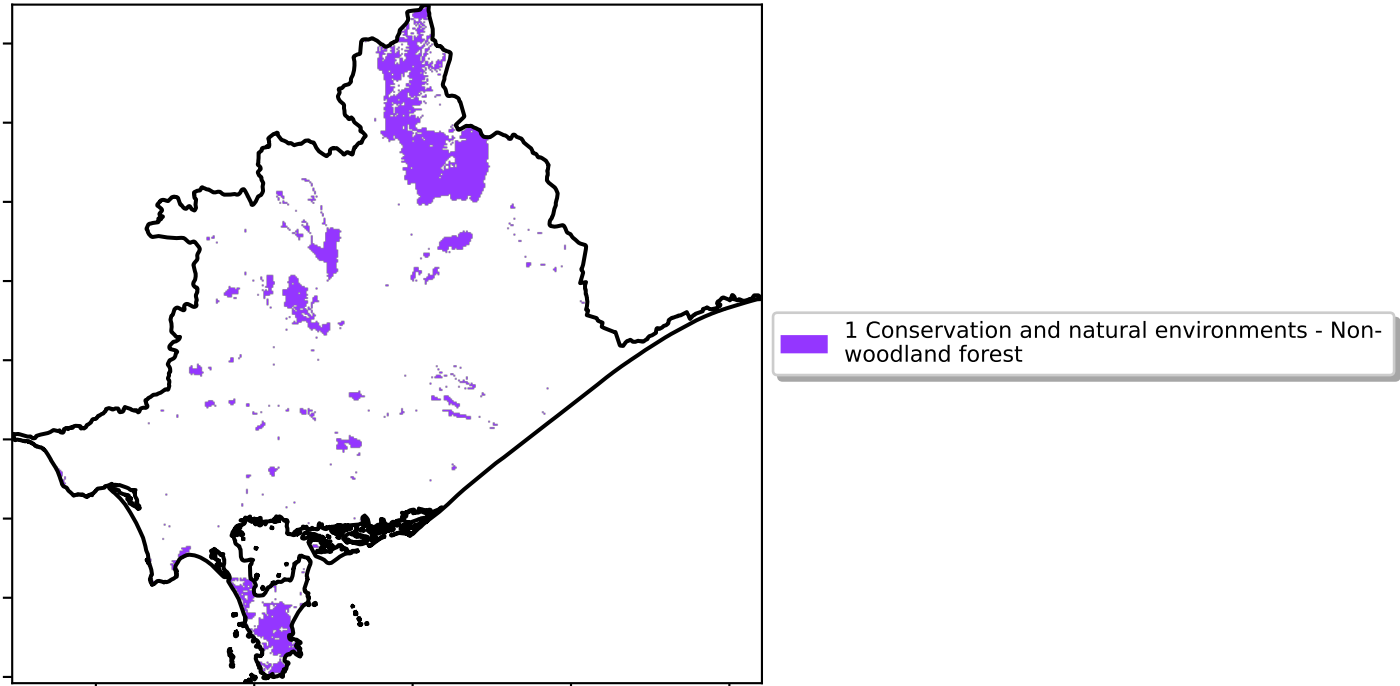 1 Conservation and natural environments - Non-
woodland forest